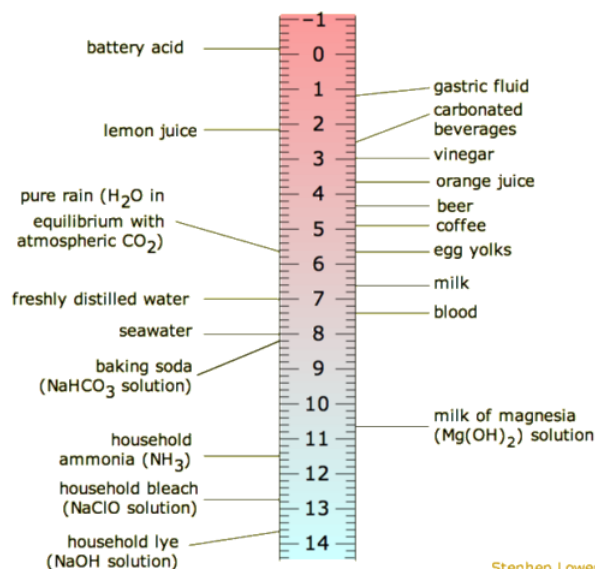 battery acid
lemon juice
pure rain (H₂O in
equilibrium with
atmospheric CO₂)
freshly distilled water
seawater
baking soda
(NaHCO₃ solution)
household
ammonia (NH₃)
household bleach
(NaClO solution)
household lye
(NaOH solution)
-1
0
1
2
3
4
5
6
7
8
9
10
11
12
13
14
gastric fluid
carbonated
beverages
vinegar
orange juice
beer
coffee
egg yolks
milk
blood
milk of magnesia
(Mg(OH)₂) solution
Stephen Lower